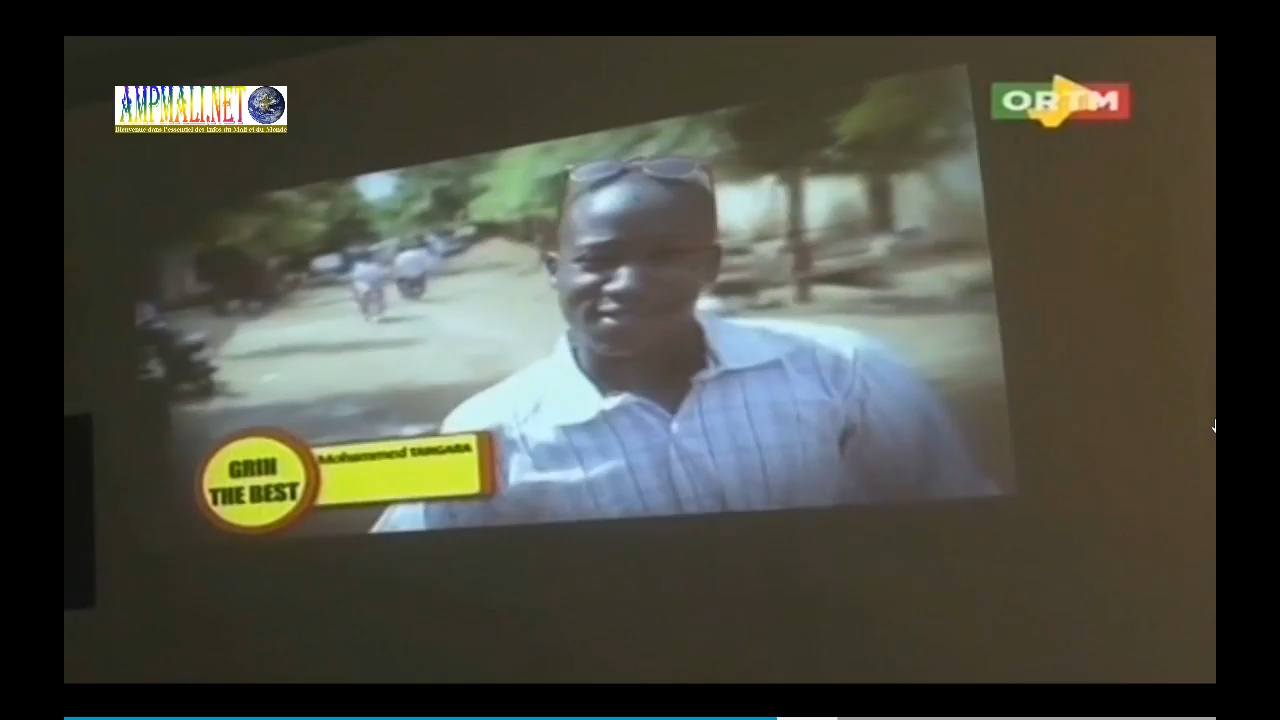 AMPMALI.NET
Bienvenue dans l'essentiel des Infos du Mali et du Monde
ORTM
GRIN
THE BEST
Mohammed TANGARA